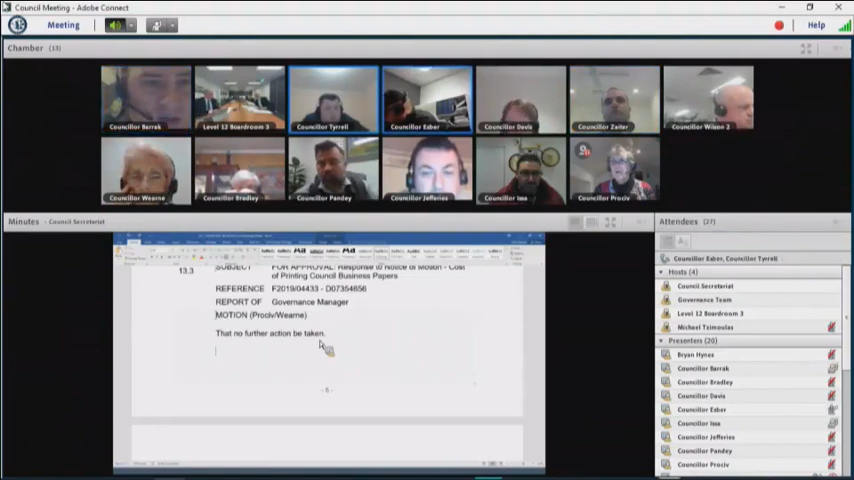 Council Meeting - Adobe Connect
Meeting
Help
Chamber (13)
Councillor Barrak
Level 12 Boardroom 3
Councillor Tyrrell
Councillor Esber
Councillor Davis
Councillor Zaiter
Councillor Wilson 2
Councillor Wearne
Councillor Bradley
Councillor Pandey
Councillor Jefferies
Councillor Issa
Councillor Prociv
Minutes - Council Secretariat
13.3 SUBJECT FOR APPROVAL: Response to Notice of Motion - Cost
of Printing Council Business Papers
REFERENCE F2019/04433 - D07354656
REPORT OF Governance Manager
MOTION (Prociv/Wearne)
That no further action be taken.
- 6 -
Attendees (27)
Councillor Esber, Councillor Tyrrell
Hosts (4)
Council Secretariat
Governance Team
Level 12 Boardroom 3
Michael Tzimoulas
Presenters (20)
Bryan Hynes
Councillor Barrak
Councillor Bradley
Councillor Davis
Councillor Esber
Councillor Issa
Councillor Jefferies
Councillor Pandey
Councillor Prociv